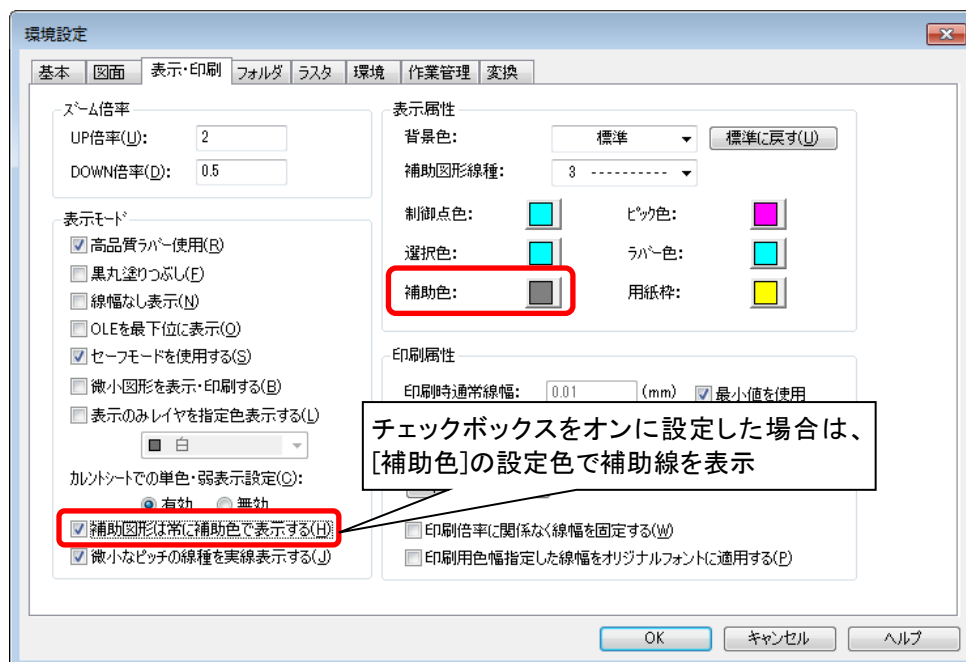 環境設定
基本 図面 表示・印刷 フォルダ ラスタ 環境 作業管理 変換
ズーム倍率
UP倍率(U): 2
DOWN倍率(D): 0.5
表示モード
高品質ラバー使用(R)
黒丸塗りつぶし(F)
線幅なし表示(N)
OLEを最下位に表示(O)
セーフモードを使用する(S)
微小図形を表示・印刷する(B)
表示のみレイヤを指定色表示する(L)
白
カレントシートでの単色・弱表示設定(C):
有効 無効
補助図形は常に補助色で表示する(H)
微小なピッチの線種を実線表示する(J)
表示属性
背景色: 標準 標準に戻す(U)
補助図形線種: 3 ----------
制御点色: ピック色:
選択色: ラバー色:
補助色: 用紙枠:
印刷属性
印刷時通常線幅: 0.01 (mm) 最小値を使用
チェックボックスをオンに設定した場合は、
[補助色]の設定色で補助線を表示
印刷倍率に関係なく線幅を固定する(W)
印刷用色幅指定した線幅をオリジナルフォントに適用する(P)
OK キャンセル ヘルプ